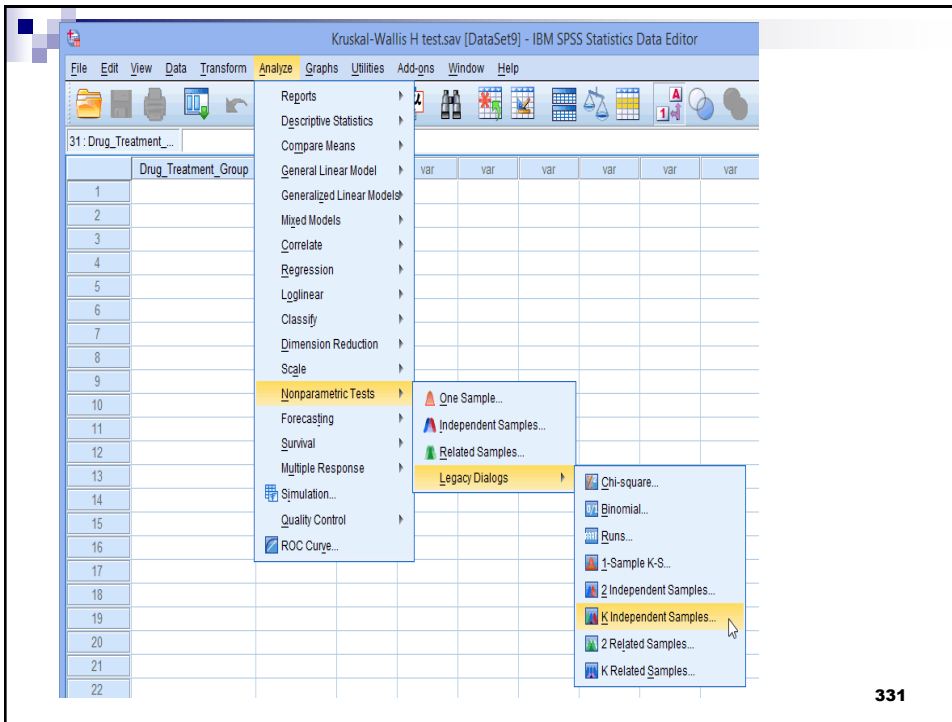 Kruskal-Wallis H test.sav [DataSet9] - IBM SPSS Statistics Data Editor
File Edit View Data Transform Analyze Graphs Utilities Add-ons Window Help
31 : Drug_Treatment_...
Drug_Treatment_Group var var var var var var
1
2
3
4
5
6
7
8
9
10
11
12
13
14
15
16
17
18
19
20
21
22
Reports
Descriptive Statistics
Compare Means
General Linear Model
Generalized Linear Models
Mixed Models
Correlate
Regression
Loglinear
Classify
Dimension Reduction
Scale
Nonparametric Tests
Forecasting
Survival
Multiple Response
Simulation...
Quality Control
ROC Curve...
One Sample...
Independent Samples...
Related Samples...
Legacy Dialogs
Chi-square...
Binomial...
Runs...
1-Sample K-S...
2 Independent Samples...
K Independent Samples...
2 Related Samples...
K Related Samples...
331